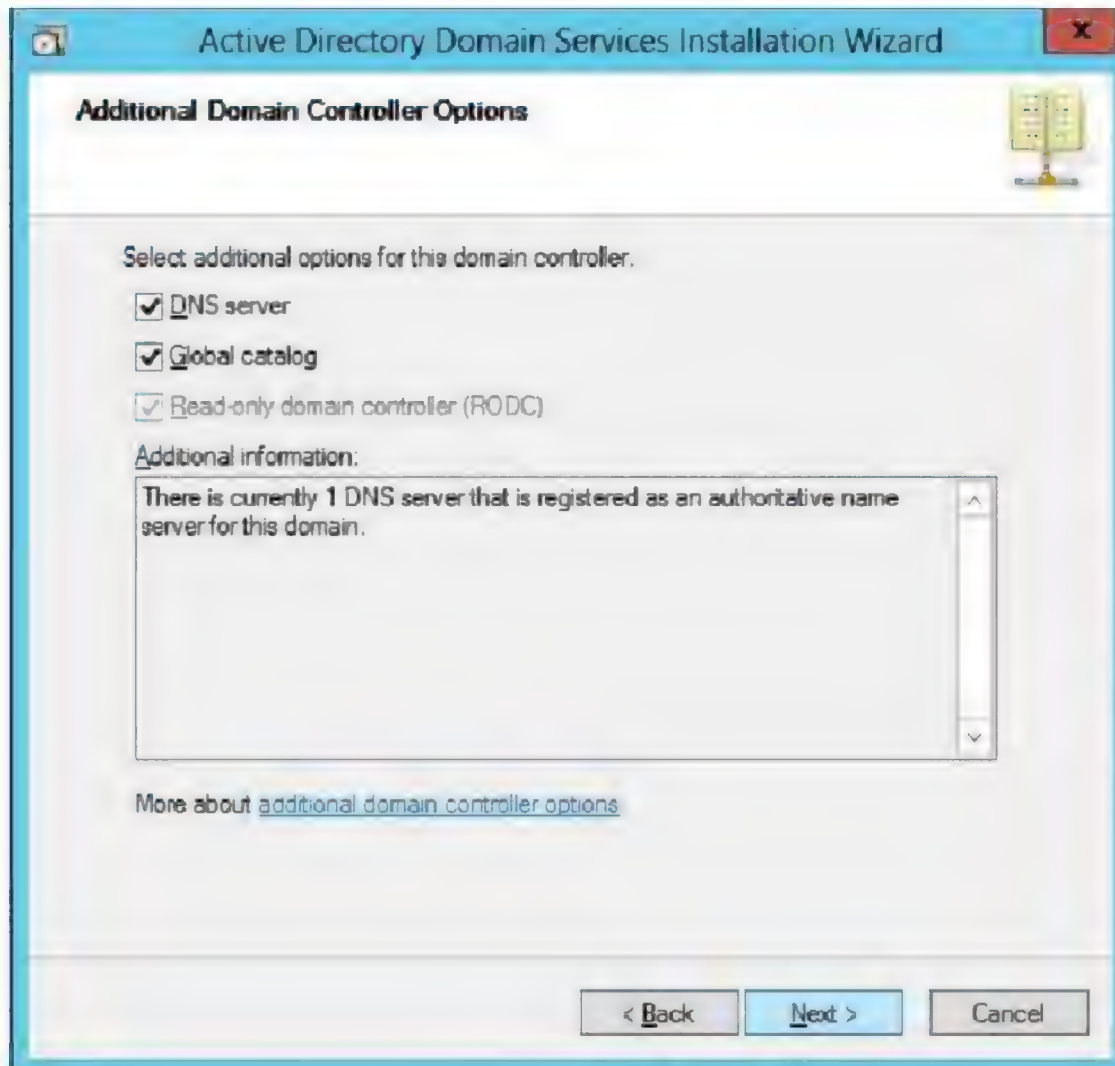 Active Directory Domain Services Installation Wizard
x
Additional Domain Controller Options
Select additional options for this domain controller.
DNS server
Global catalog
Read-only domain controller (RODC)
Additional information:
There is currently 1 DNS server that is registered as an authoritative name
server for this domain.
More about additional domain controller options
< Back
Next >
Cancel